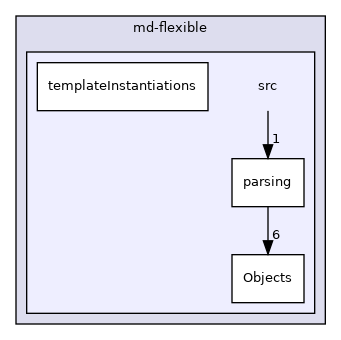 md-flexible
templateInstantiations
src
1
parsing
6
Objects